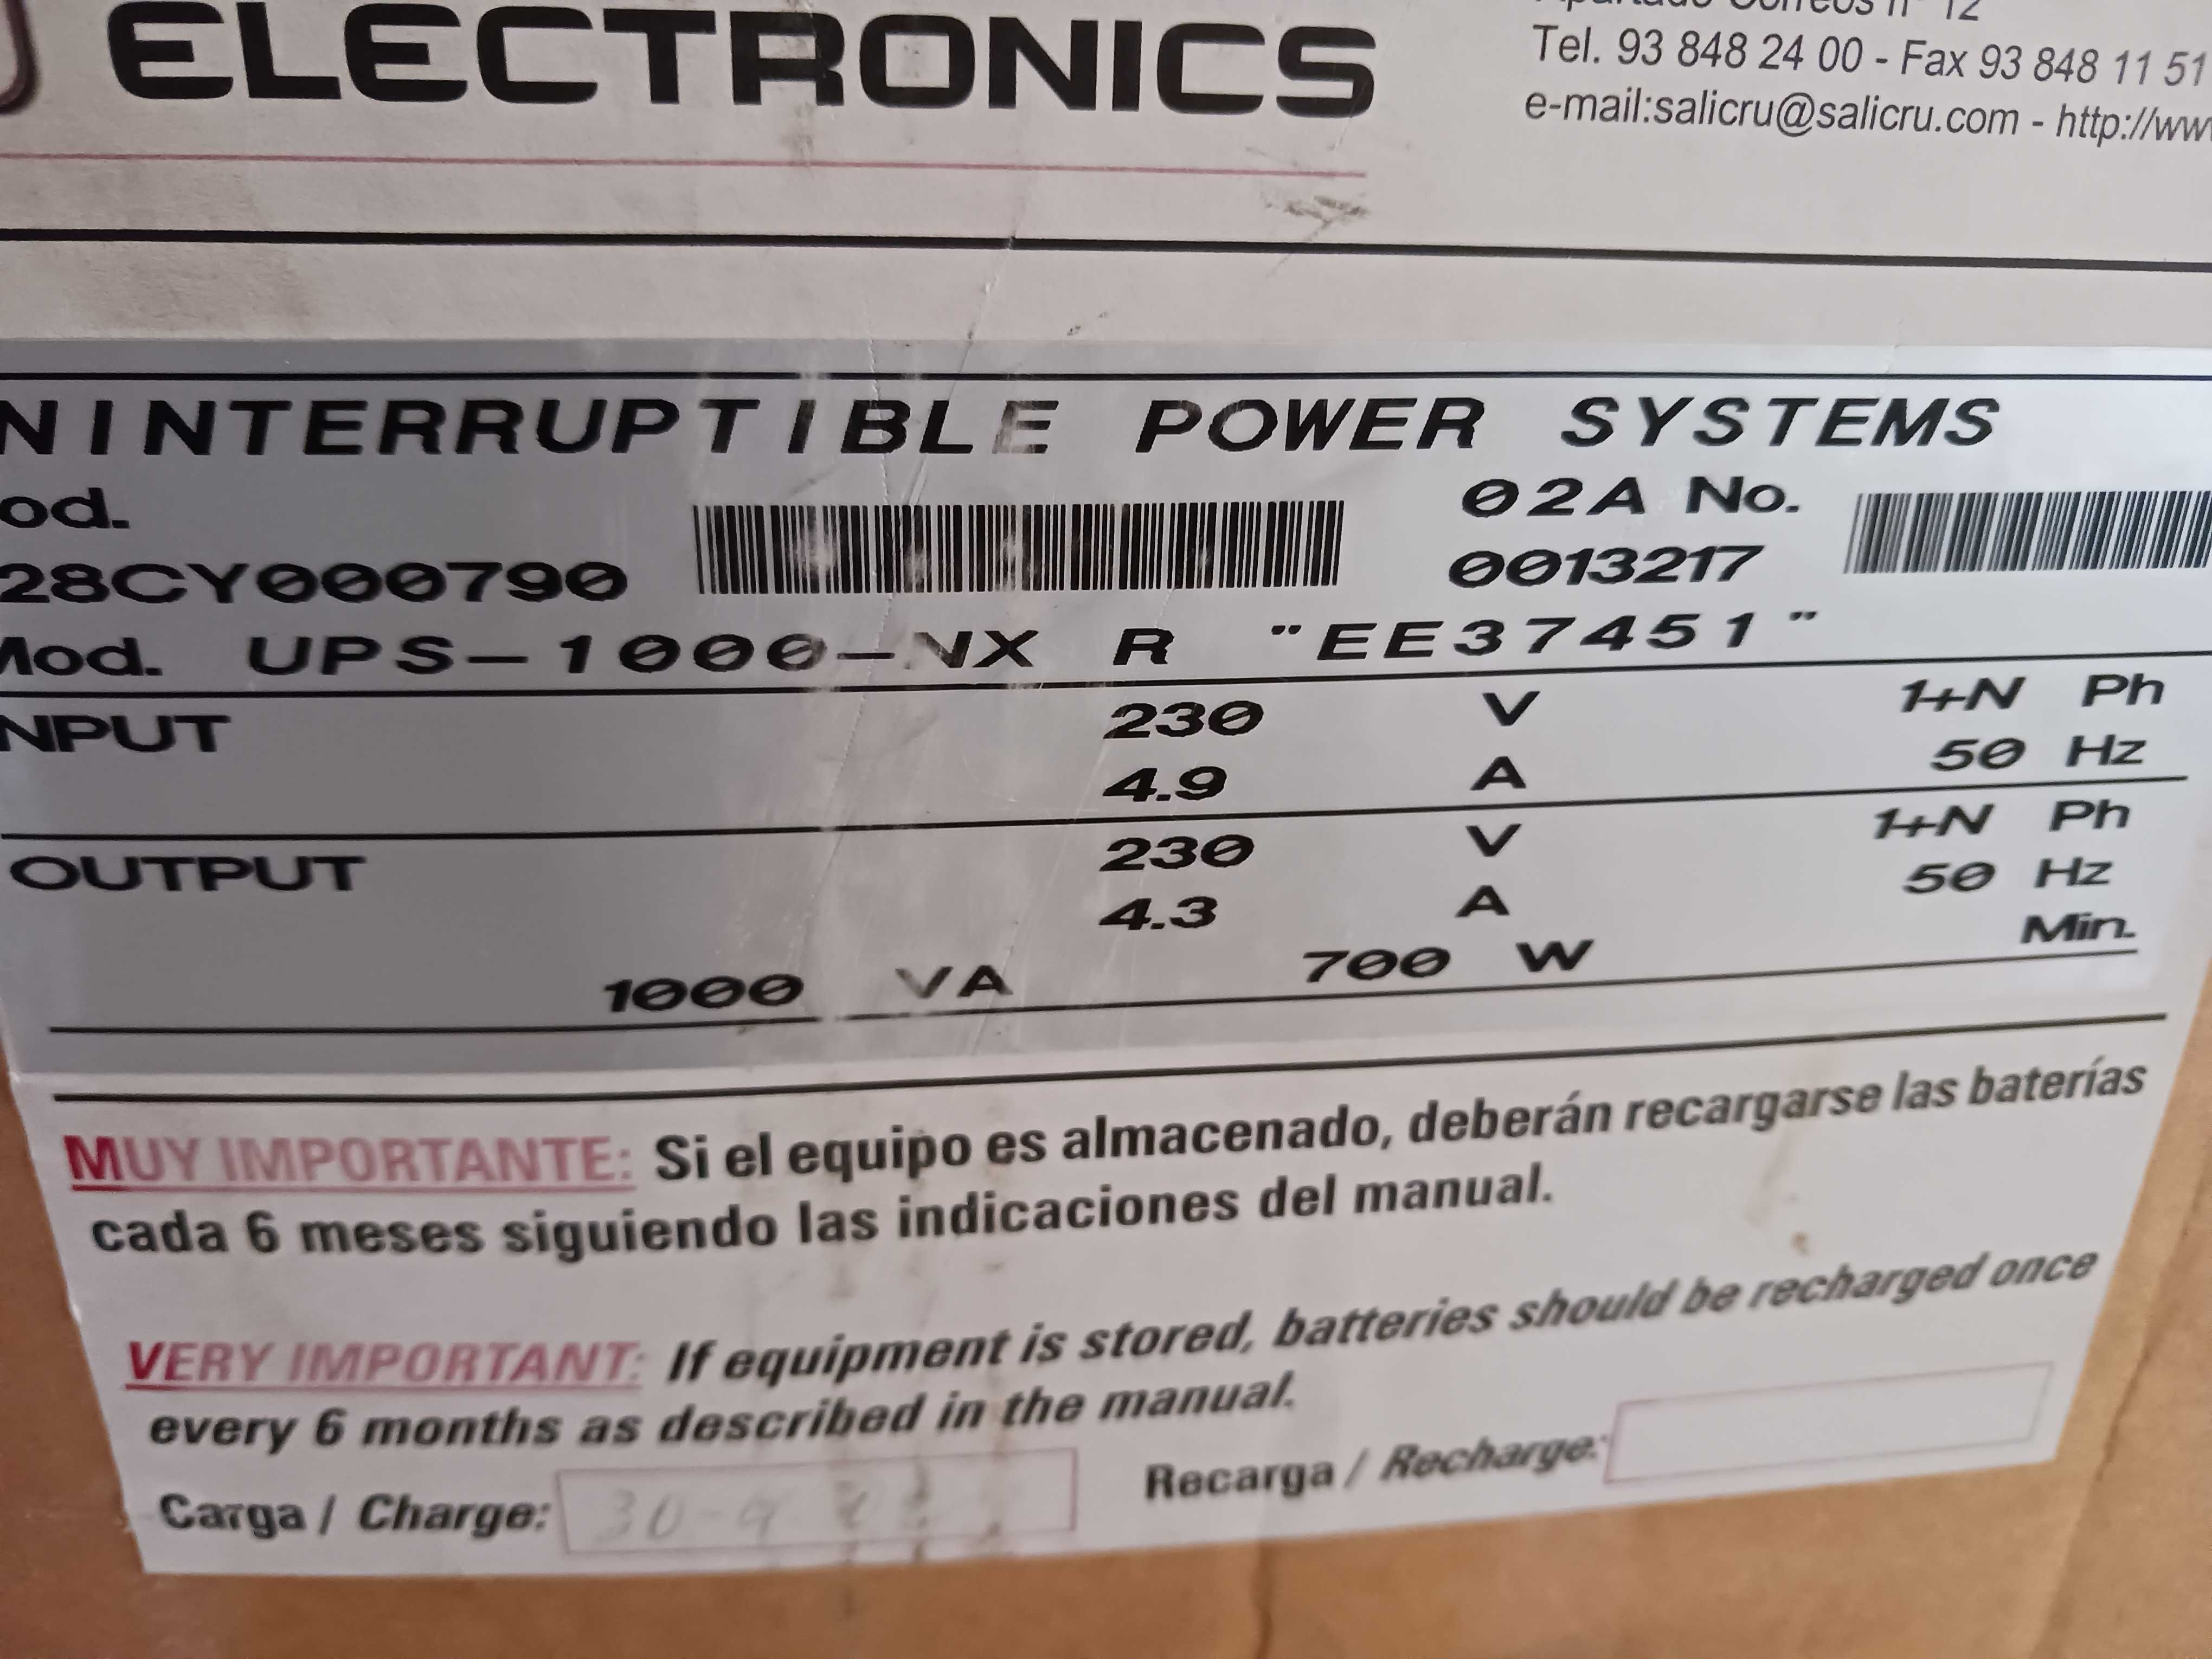 ELECTRONICS
Tel. 93 848 24 00 - Fax 93 848 11 51
e-mail:salicru@salicru.com - http://ww
NINTERRUPTIBLE POWER SYSTEMS
od. 02A No.
28CY000790 0013217
Mod. UPS-1000- R "EE37451"
NPUT 230 V 1+N Ph
4.9 A 50 Hz
OUTPUT 230 V 1+N Ph
4.3 A 50 Hz
1000 VA 700 W Min.
MUY IMPORTANTE: Si el equipo es almacenado, deberán recargarse las baterías
cada 6 meses siguiendo las indicaciones del manual.
VERY IMPORTANT: If equipment is stored, batteries should be recharged once
every 6 months as described in the manual.
Carga / Charge: 30-9 Recarga / Recharge: